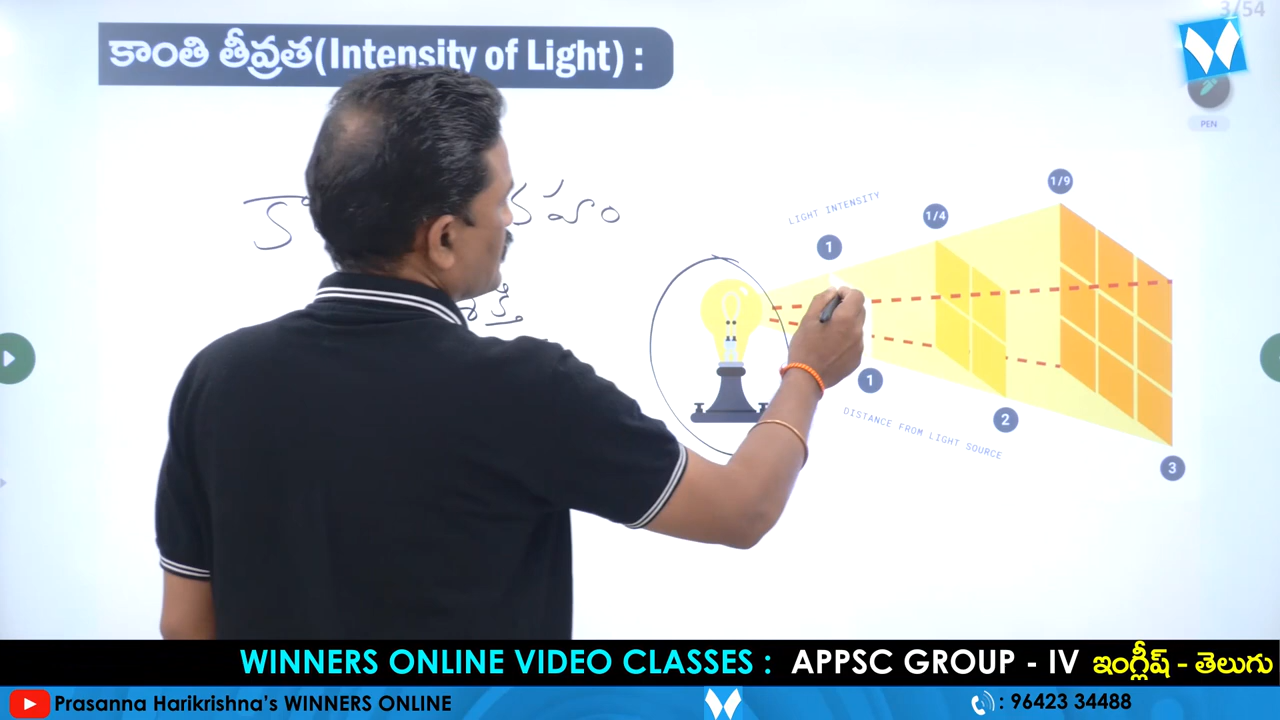 3/54
కాంతి తీవ్రత(Intensity of Light) :
PEN
LIGHT INTENSITY
1
1/4
1/9
1
2
3
DISTANCE FROM LIGHT SOURCE
WINNERS ONLINE VIDEO CLASSES : APPSC GROUP - IV ఇంగ్లీష్ - తెలుగు
Prasanna Harikrishna's WINNERS ONLINE
: 96423 34488